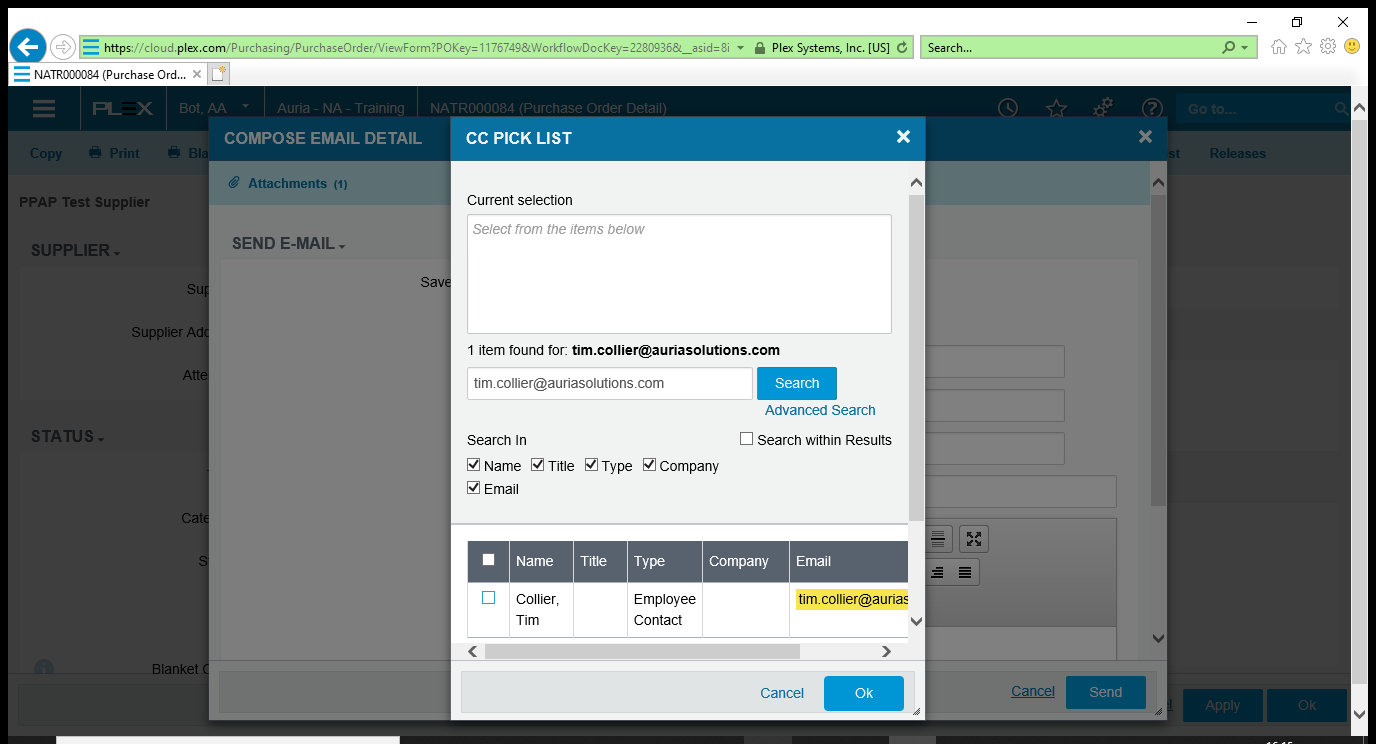 https://cloud.plex.com/Purchasing/PurchaseOrder/ViewForm?POKey=1176749&WorkflowDocKey=2280936&__asid=8i
Plex Systems, Inc. [US]
Search...
NATR000084 (Purchase Ord...
PLEX
Bot, AA
Auria - NA - Training
NATR000084 (Purchase Order Detail)
Go to...
COMPOSE EMAIL DETAIL
CC PICK LIST
Copy
Print
Bla
st
Releases
Attachments (1)
PPAP Test Supplier
Current selection
Select from the items below
SUPPLIER
SEND E-MAIL
Save
Sup
Supplier Add
1 item found for: tim.collier@auriasolutions.com
Atte
tim.collier@auriasolutions.com
Search
Advanced Search
STATUS
Search In
Search within Results
Name
Title
Type
Company
Email
Cate
S
Name
Title
Type
Company
Email
Collier, Tim
Employee Contact
tim.collier@aurias
Blanket O
Cancel
Ok
Cancel
Send
Apply
Ok